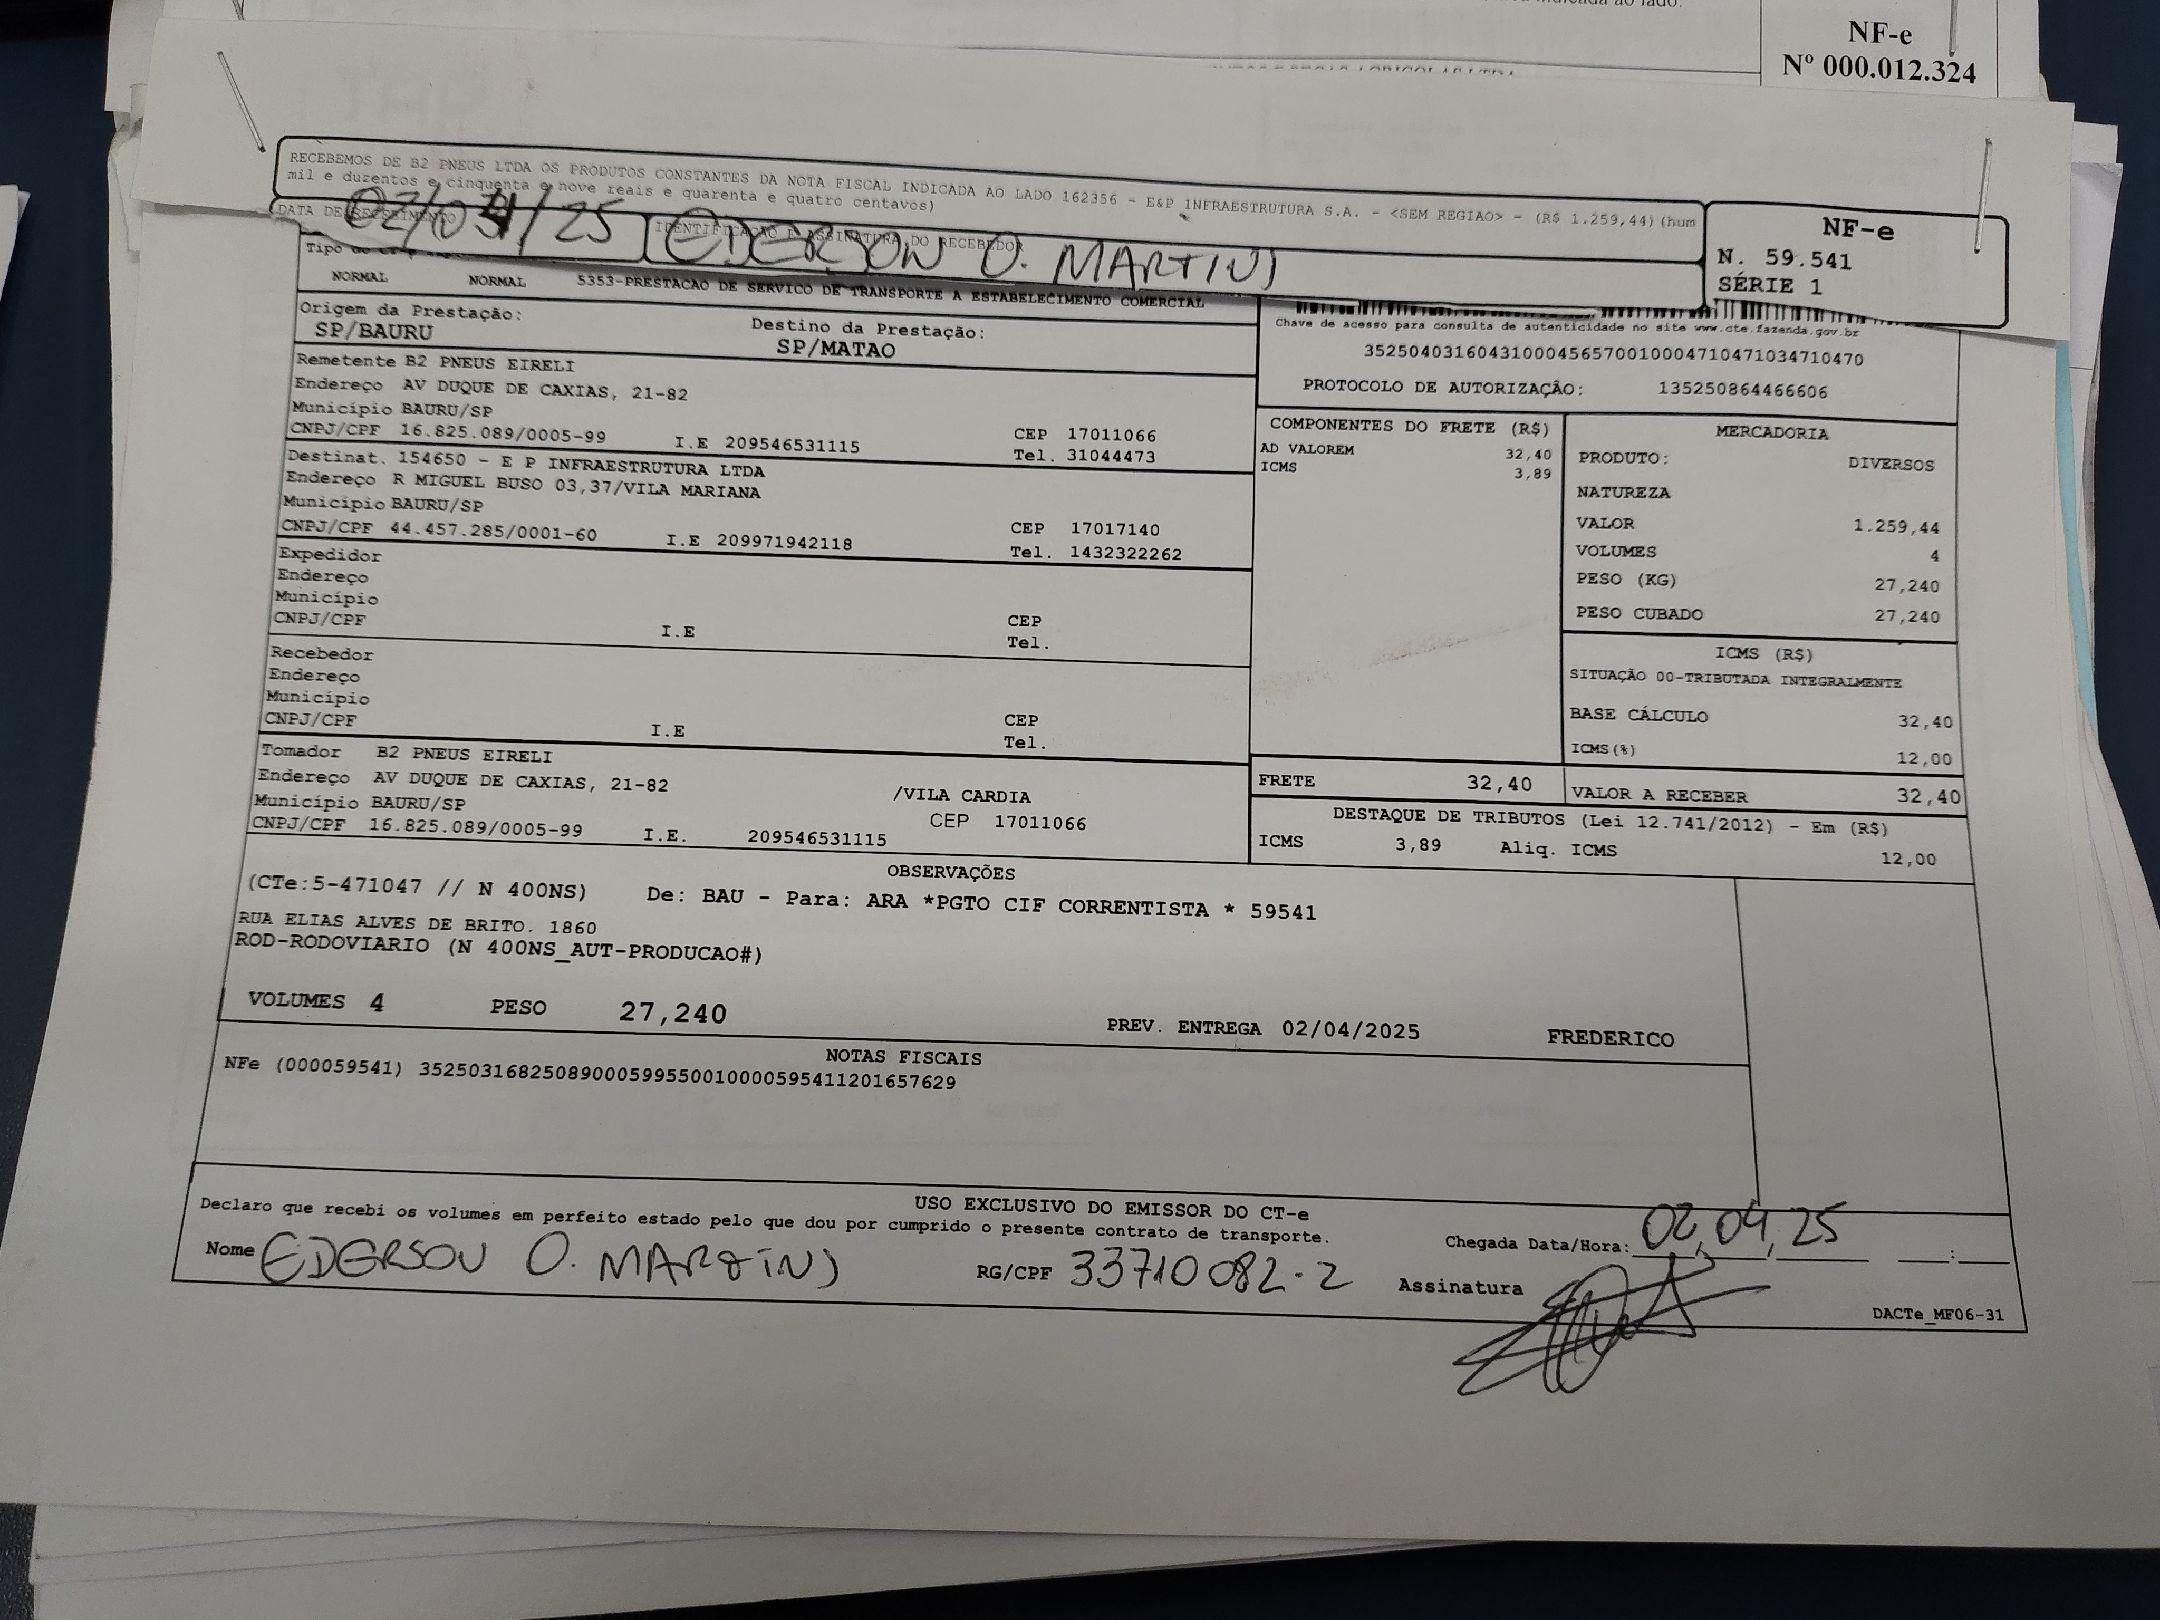 NF-e
Nº 000.012.324
RECEBEMOS DE B2 PNEUS LTDA OS PRODUTOS CONSTANTES DA NOTA FISCAL INDICADA AO LADO 162356 - E&P INFRAESTRUTURA S.A. - <SEM REGIAO> - (R$ 1.259,44) (hum
mil e duzentos e cinquenta e nove reais e quarenta e quatro centavos)
DATA DE RECEBIMENTO
02/04/25
IDENTIFICAÇÃO E ASSINATURA DO RECEBEDOR
EDERSON O. MARTINS
NF-e
N. 59.541
SÉRIE 1
NORMAL NORMAL 5353-PRESTACAO DE SERVICO DE TRANSPORTE A ESTABELECIMENTO COMERCIAL
Origem da Prestação: Destino da Prestação:
SP/BAURU SP/MATAO
Chave de acesso para consulta de autenticidade no site www.cte.fazenda.gov.br
35250403160431000456570010004710471034710470
PROTOCOLO DE AUTORIZAÇÃO: 135250864466606
Remetente B2 PNEUS EIRELI
Endereço AV DUQUE DE CAXIAS, 21-82
Município BAURU/SP
CNPJ/CPF 16.825.089/0005-99 I.E 209546531115
CEP 17011066
Tel. 31044473
Destinat. 154650 - E P INFRAESTRUTURA LTDA
Endereço R MIGUEL BUSO 03,37/VILA MARIANA
Município BAURU/SP
CNPJ/CPF 44.457.285/0001-60 I.E 209971942118
CEP 17017140
Tel. 1432322262
Expedidor
Endereço
Município
CNPJ/CPF I.E
CEP
Tel.
Recebedor
Endereço
Município
CNPJ/CPF I.E
CEP
Tel.
Tomador B2 PNEUS EIRELI
Endereço AV DUQUE DE CAXIAS, 21-82 /VILA CARDIA
Município BAURU/SP CEP 17011066
CNPJ/CPF 16.825.089/0005-99 I.E. 209546531115
COMPONENTES DO FRETE (R$)
AD VALOREM 32,40
ICMS 3,89
MERCADORIA
PRODUTO: DIVERSOS
NATUREZA
VALOR 1.259,44
VOLUMES 4
PESO (KG) 27,240
PESO CUBADO 27,240
ICMS (R$)
SITUAÇÃO 00-TRIBUTADA INTEGRALMENTE
BASE CÁLCULO 32,40
ICMS(%) 12,00
FRETE 32,40 VALOR A RECEBER 32,40
DESTAQUE DE TRIBUTOS (Lei 12.741/2012) - Em (R$)
ICMS 3,89 Aliq. ICMS 12,00
OBSERVAÇÕES
(CTe:5-471047 // N 400NS) De: BAU - Para: ARA *PGTO CIF CORRENTISTA * 59541
RUA ELIAS ALVES DE BRITO. 1860
ROD-RODOVIARIO (N 400NS_AUT-PRODUCAO#)
VOLUMES 4 PESO 27,240 PREV. ENTREGA 02/04/2025 FREDERICO
NOTAS FISCAIS
NFe (000059541) 35250316825089000599550010000595411201657629
USO EXCLUSIVO DO EMISSOR DO CT-e
Declaro que recebi os volumes em perfeito estado pelo que dou por cumprido o presente contrato de transporte.
Nome EDERSON O. MARTINS RG/CPF 33710082-2 Chegada Data/Hora: 02,04,25 __:__
Assinatura
DACTe_MF06-31